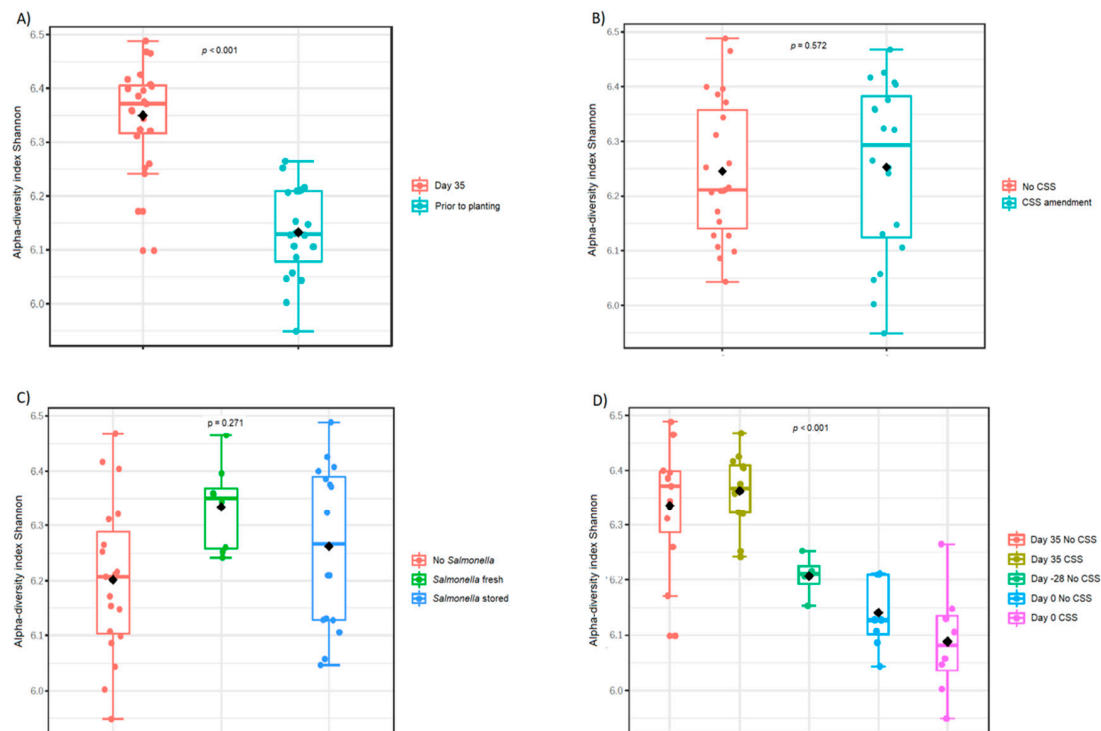 A)
p < 0.001
Alpha-diversity index Shannon
6.5
6.4
6.3
6.2
6.1
6.0
Day 35
Prior to planting
B)
p = 0.572
Alpha-diversity index Shannon
6.5
6.4
6.3
6.2
6.1
6.0
No CSS
CSS amendment
C)
p = 0.271
Alpha-diversity index Shannon
6.5
6.4
6.3
6.2
6.1
6.0
No Salmonella
Salmonella fresh
Salmonella stored
D)
p < 0.001
Alpha-diversity index Shannon
6.5
6.4
6.3
6.2
6.1
6.0
Day 35 No CSS
Day 35 CSS
Day -28 No CSS
Day 0 No CSS
Day 0 CSS